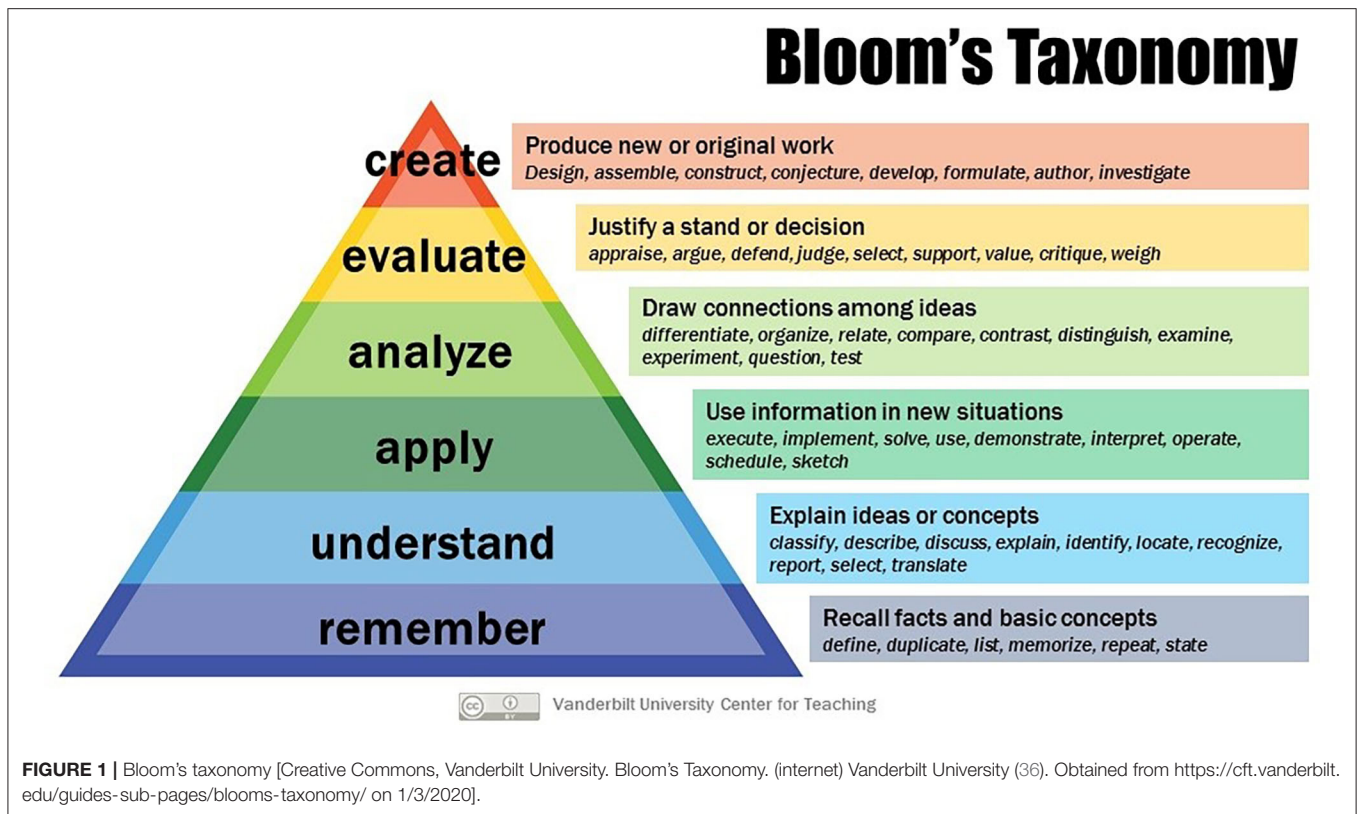 Bloom's Taxonomy
create
Produce new or original work
Design, assemble, construct, conjecture, develop, formulate, author, investigate
evaluate
Justify a stand or decision
appraise, argue, defend, judge, select, support, value, critique, weigh
analyze
Draw connections among ideas
differentiate, organize, relate, compare, contrast, distinguish, examine,
experiment, question, test
apply
Use information in new situations
execute, implement, solve, use, demonstrate, interpret, operate,
schedule, sketch
understand
Explain ideas or concepts
classify, describe, discuss, explain, identify, locate, recognize,
report, select, translate
remember
Recall facts and basic concepts
define, duplicate, list, memorize, repeat, state
cc BY Vanderbilt University Center for Teaching
FIGURE 1 | Bloom's taxonomy [Creative Commons, Vanderbilt University. Bloom's Taxonomy. (internet) Vanderbilt University (36). Obtained from https://cft.vanderbilt.
edu/guides-sub-pages/blooms-taxonomy/ on 1/3/2020].